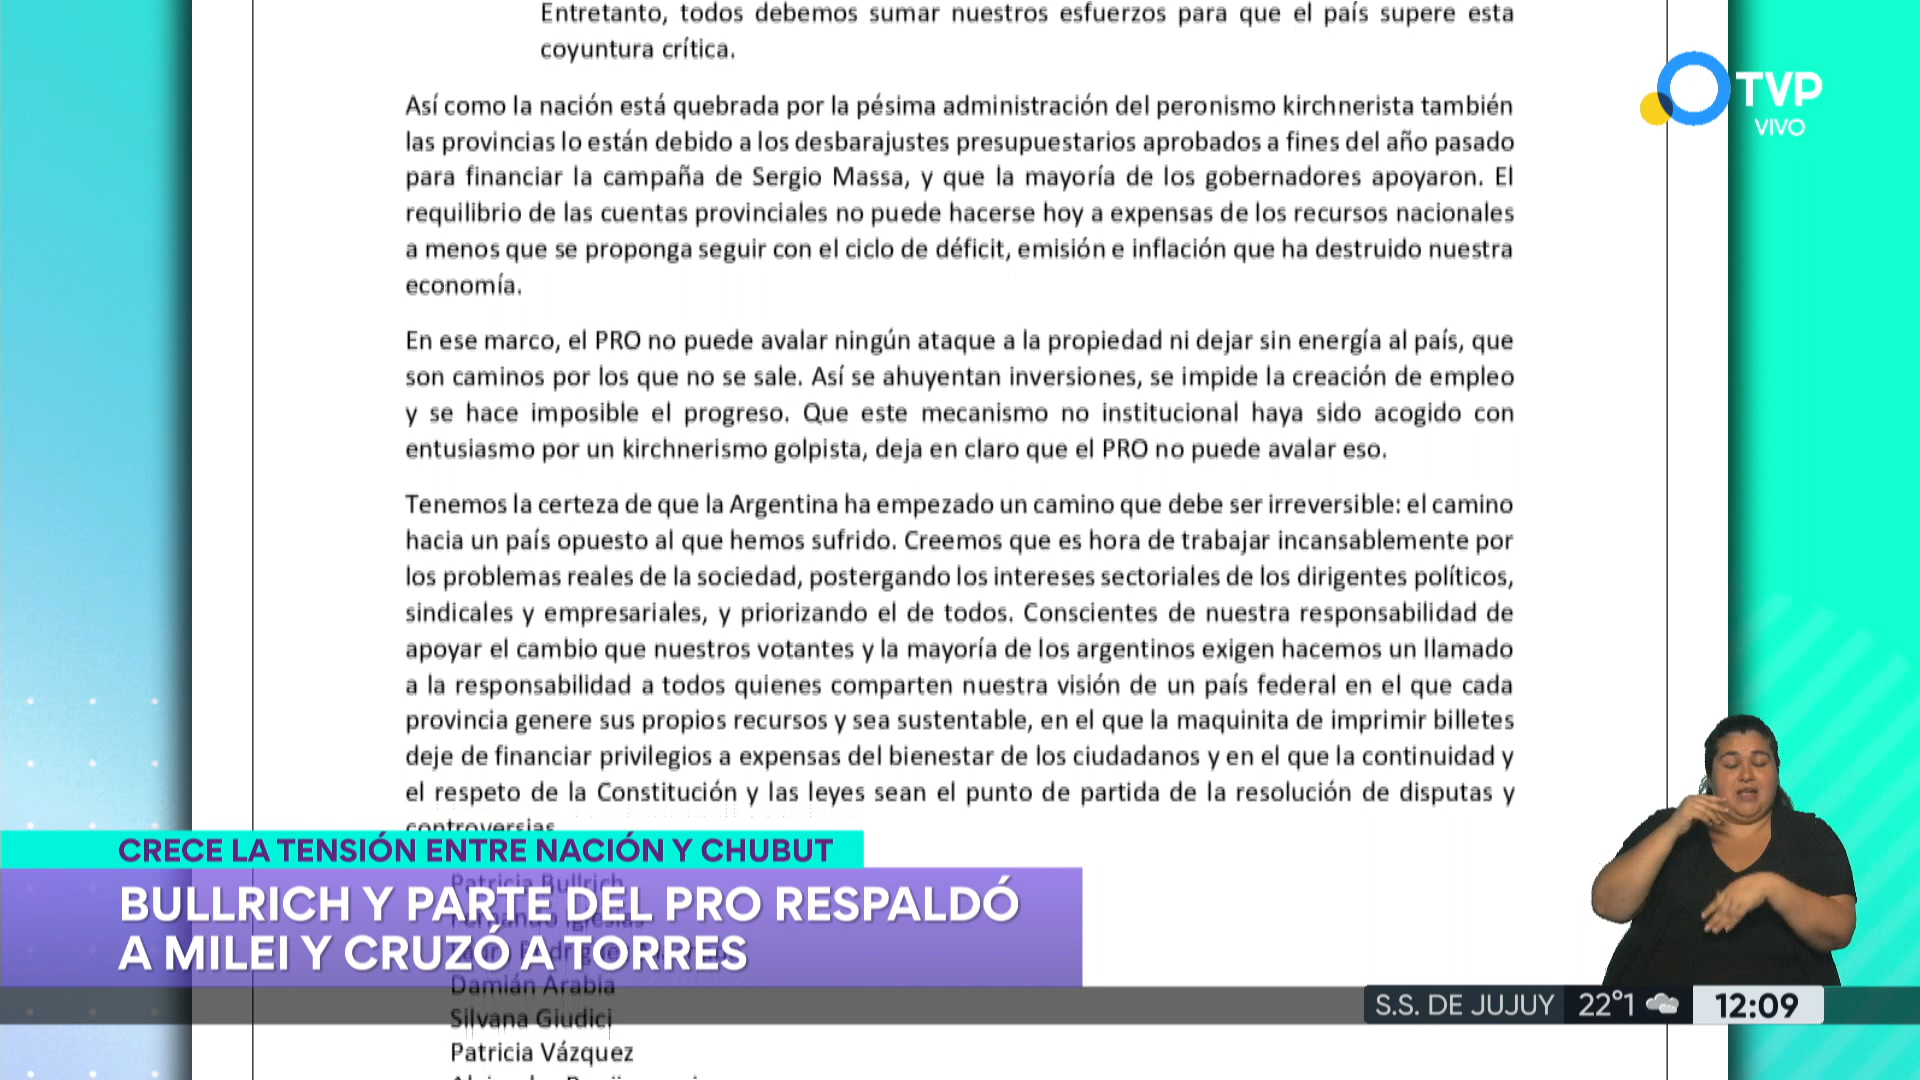 Entretanto, todos debemos sumar nuestros esfuerzos para que el país supere esta
coyuntura crítica.
Así como la nación está quebrada por la pésima administración del peronismo kirchnerista también
las provincias lo están debido a los desbarajustes presupuestarios aprobados a fines del año pasado
para financiar la campaña de Sergio Massa, y que la mayoría de los gobernadores apoyaron. El
requilibrio de las cuentas provinciales no puede hacerse hoy a expensas de los recursos nacionales
a menos que se proponga seguir con el ciclo de déficit, emisión e inflación que ha destruido nuestra
economía.
En ese marco, el PRO no puede avalar ningún ataque a la propiedad ni dejar sin energía al país, que
son caminos por los que no se sale. Así se ahuyentan inversiones, se impide la creación de empleo
y se hace imposible el progreso. Que este mecanismo no institucional haya sido acogido con
entusiasmo por un kirchnerismo golpista, deja en claro que el PRO no puede avalar eso.
Tenemos la certeza de que la Argentina ha empezado un camino que debe ser irreversible: el camino
hacia un país opuesto al que hemos sufrido. Creemos que es hora de trabajar incansablemente por
los problemas reales de la sociedad, postergando los intereses sectoriales de los dirigentes políticos,
sindicales y empresariales, y priorizando el de todos. Conscientes de nuestra responsabilidad de
apoyar el cambio que nuestros votantes y la mayoría de los argentinos exigen hacemos un llamado
a la responsabilidad a todos quienes comparten nuestra visión de un país federal en el que cada
provincia genere sus propios recursos y sea sustentable, en el que la maquinita de imprimir billetes
deje de financiar privilegios a expensas del bienestar de los ciudadanos y en el que la continuidad y
el respeto de la Constitución y las leyes sean el punto de partida de la resolución de disputas y
controversias
Patricia Bullrich
Damián Arabia
Silvana Giudici
Patricia Vázquez
TVP
VIVO
CRECE LA TENSIÓN ENTRE NACIÓN Y CHUBUT
BULLRICH Y PARTE DEL PRO RESPALDÓ
A MILEI Y CRUZÓ A TORRES
S.S. DE JUJUY 22°1 12:09